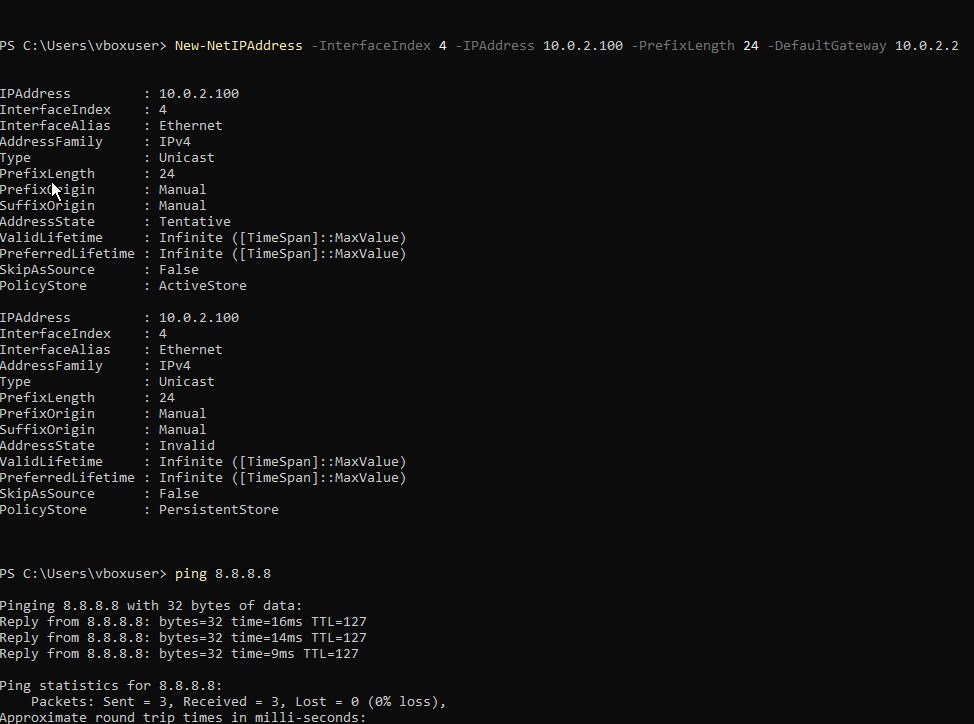 PS C:\Users\vboxuser> New-NetIPAddress -InterfaceIndex 4 -IPAddress 10.0.2.100 -PrefixLength 24 -DefaultGateway 10.0.2.2
IPAddress         : 10.0.2.100
InterfaceIndex    : 4
InterfaceAlias    : Ethernet
AddressFamily     : IPv4
Type              : Unicast
PrefixLength      : 24
PrefixOrigin      : Manual
SuffixOrigin      : Manual
AddressState      : Tentative
ValidLifetime     : Infinite ([TimeSpan]::MaxValue)
PreferredLifetime : Infinite ([TimeSpan]::MaxValue)
SkipAsSource      : False
PolicyStore       : ActiveStore
IPAddress         : 10.0.2.100
InterfaceIndex    : 4
InterfaceAlias    : Ethernet
AddressFamily     : IPv4
Type              : Unicast
PrefixLength      : 24
PrefixOrigin      : Manual
SuffixOrigin      : Manual
AddressState      : Invalid
ValidLifetime     : Infinite ([TimeSpan]::MaxValue)
PreferredLifetime : Infinite ([TimeSpan]::MaxValue)
SkipAsSource      : False
PolicyStore       : PersistentStore
PS C:\Users\vboxuser> ping 8.8.8.8
Pinging 8.8.8.8 with 32 bytes of data:
Reply from 8.8.8.8: bytes=32 time=16ms TTL=127
Reply from 8.8.8.8: bytes=32 time=14ms TTL=127
Reply from 8.8.8.8: bytes=32 time=9ms TTL=127
Ping statistics for 8.8.8.8:
    Packets: Sent = 3, Received = 3, Lost = 0 (0% loss),
Approximate round trip times in milli-seconds: